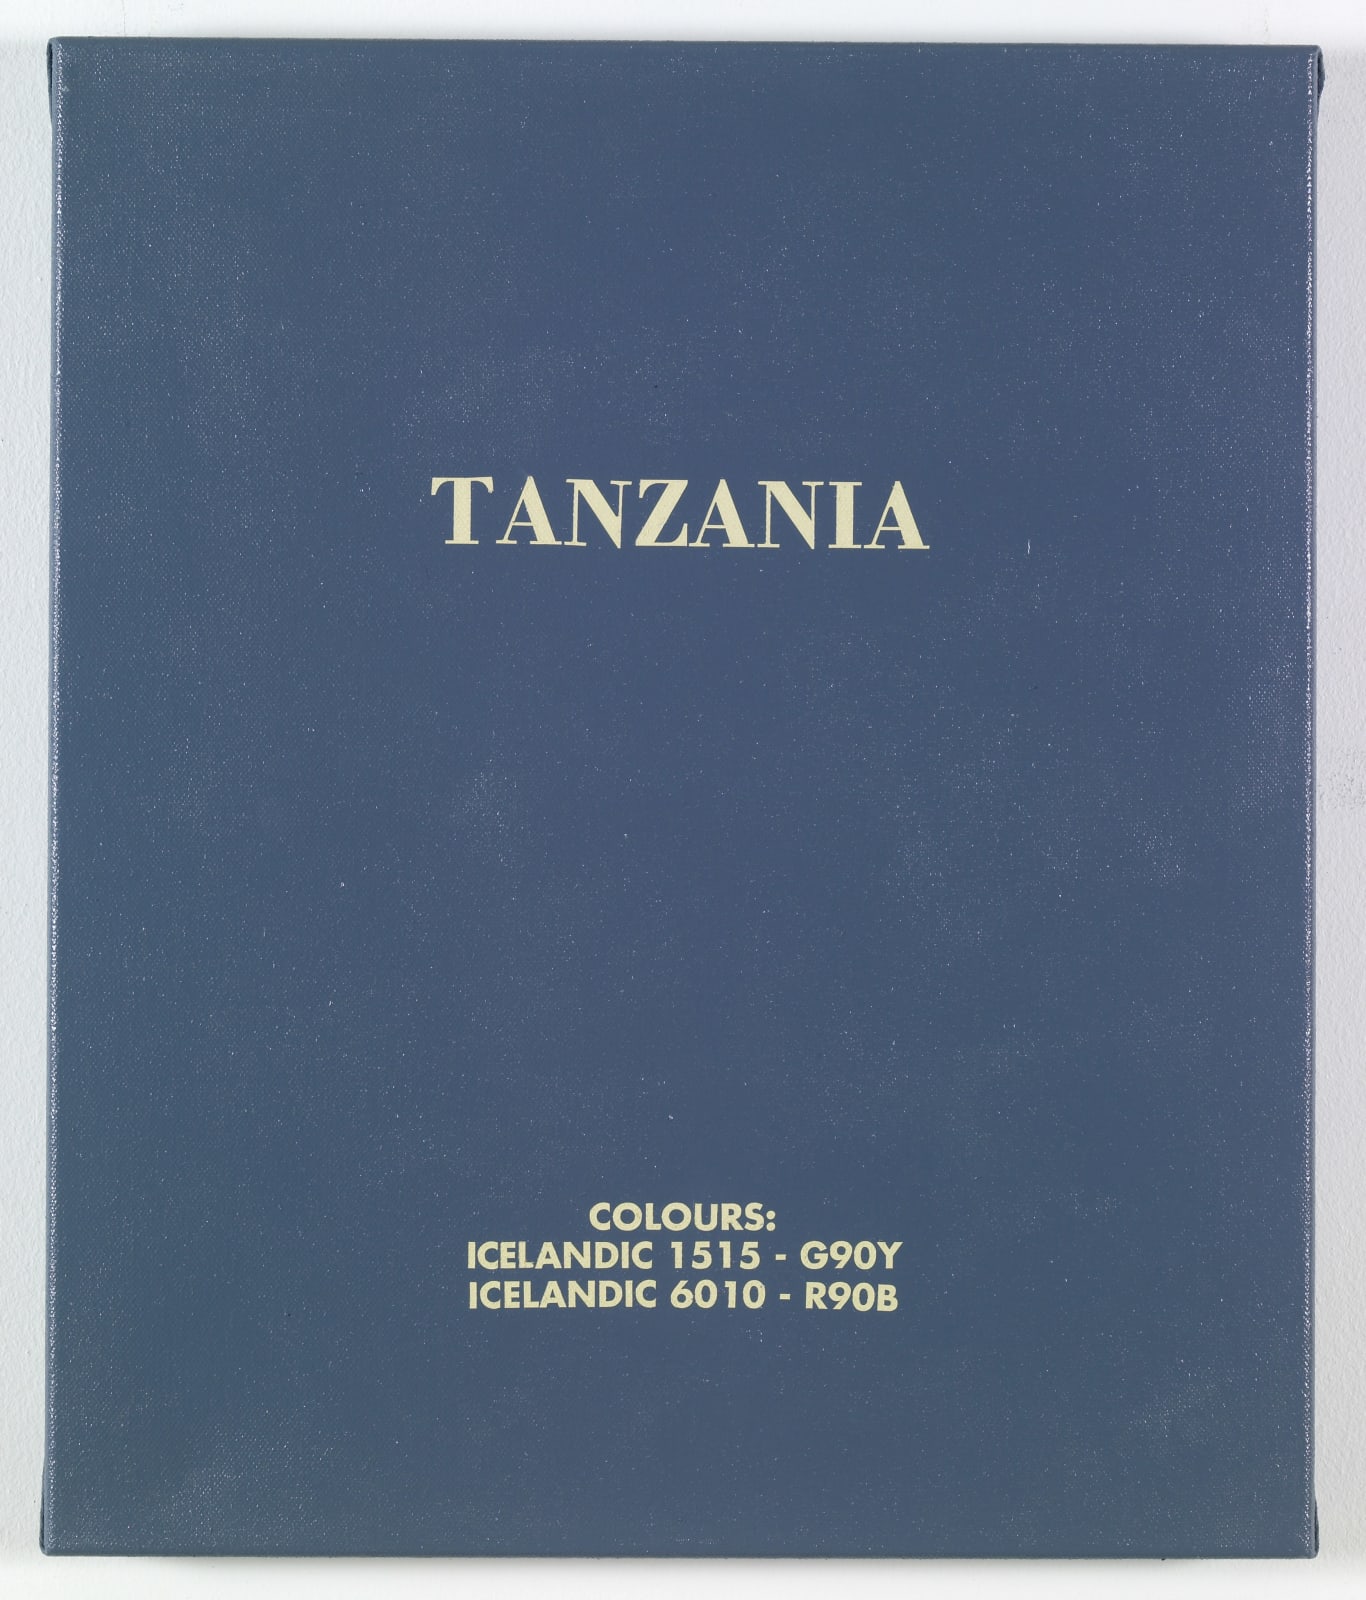 TANZANIA
COLOURS:
ICELANDIC 1515 - G90Y
ICELANDIC 6010 - R90B